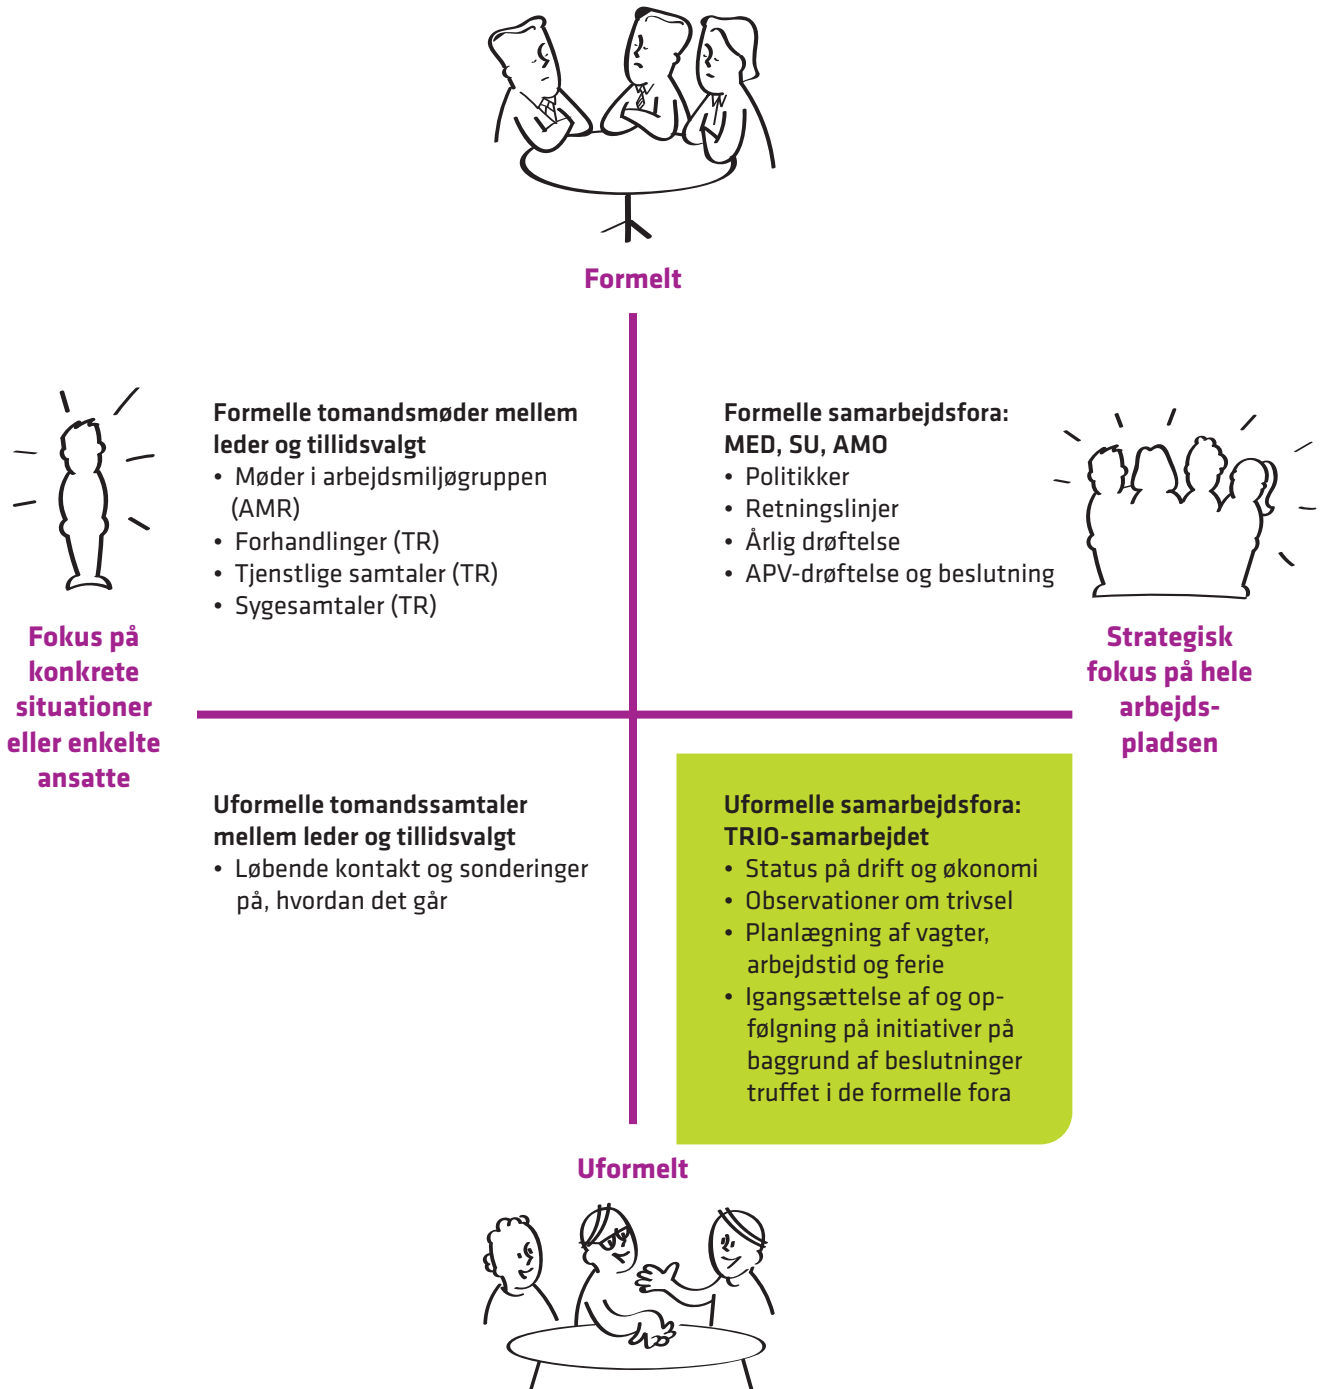 Formelt
Formelle tomandsmøder mellem
leder og tillidsvalgt
• Møder i arbejdsmiljøgruppen
(AMR)
• Forhandlinger (TR)
• Tjenstlige samtaler (TR)
• Sygesamtaler (TR)
Formelle samarbejdsfora:
MED, SU, AMO
• Politikker
• Retningslinjer
• Årlig drøftelse
• APV-drøftelse og beslutning
Fokus på
konkrete
situationer
eller enkelte
ansatte
Strategisk
fokus på hele
arbejds-
pladsen
Uformelle tomandssamtaler
mellem leder og tillidsvalgt
• Løbende kontakt og sonderinger
på, hvordan det går
Uformelle samarbejdsfora:
TRIO-samarbejdet
• Status på drift og økonomi
• Observationer om trivsel
• Planlægning af vagter,
arbejdstid og ferie
• Igangsættelse af og op-
følgning på initiativer på
baggrund af beslutninger
truffet i de formelle fora
Uformelt